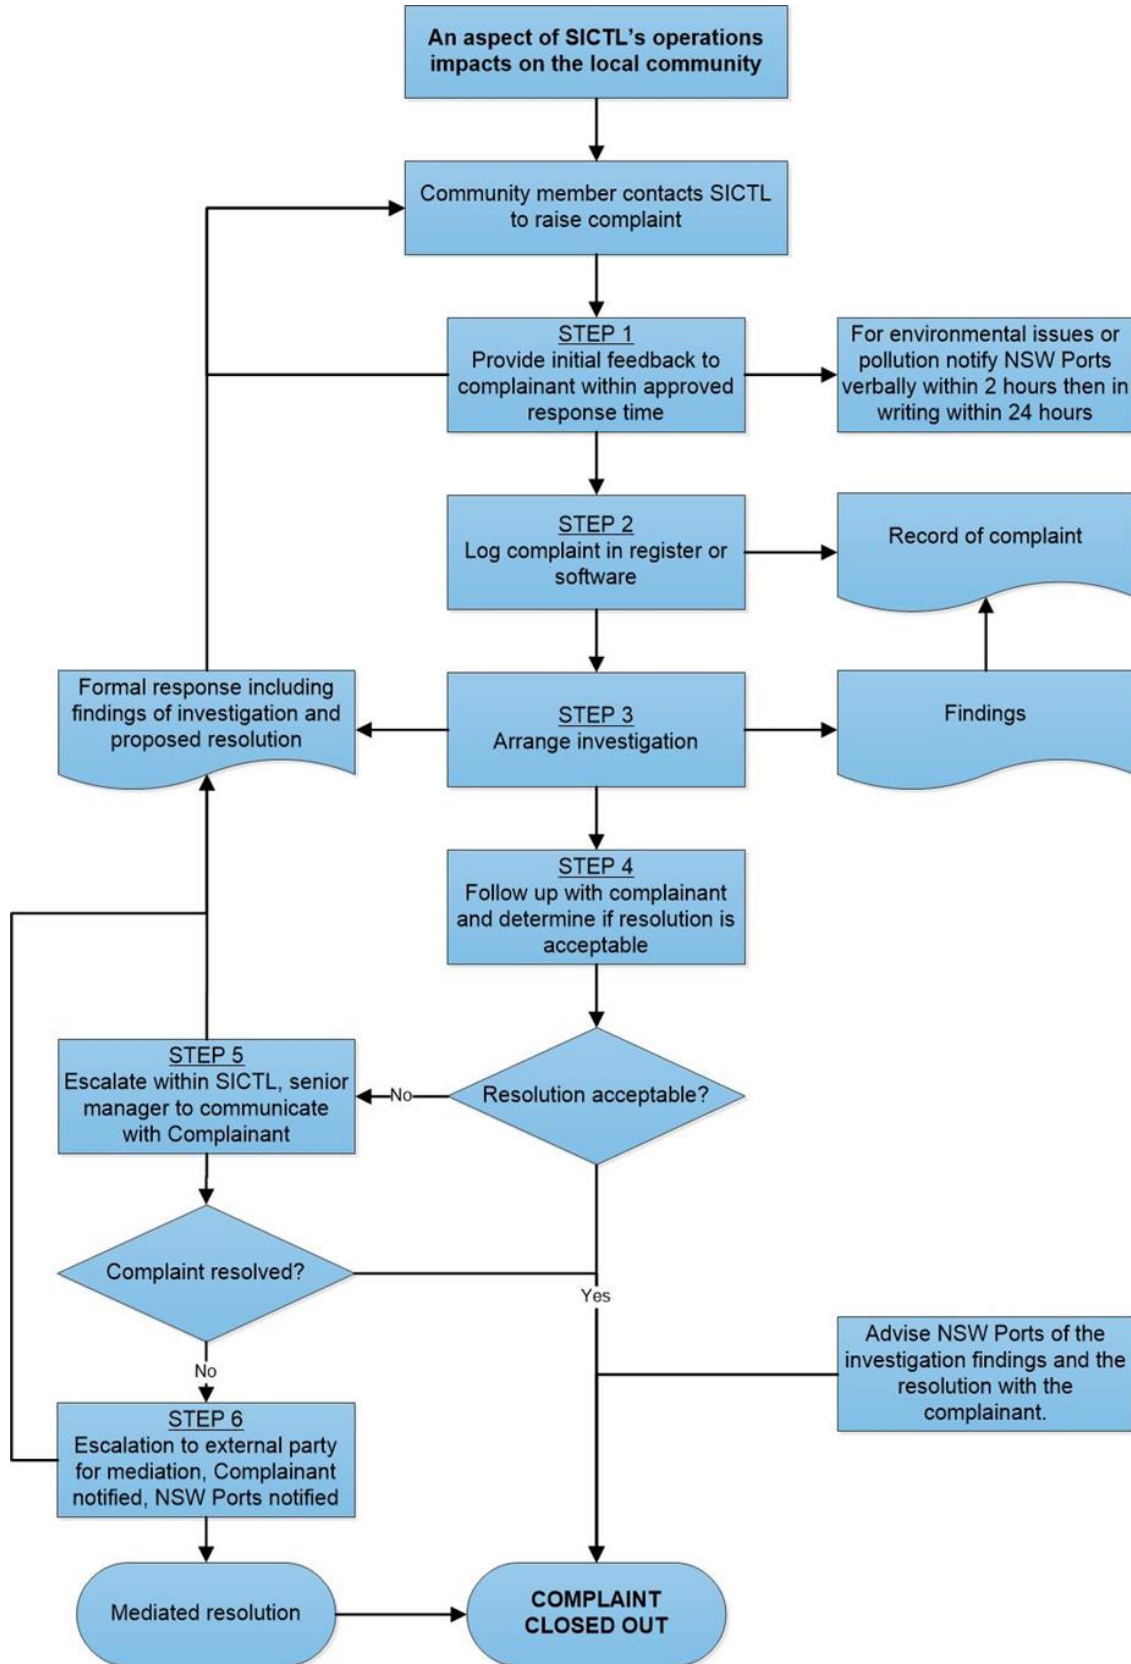 An aspect of SICTL's operations
impacts on the local community
Community member contacts SICTL
to raise complaint
STEP 1
Provide initial feedback to
complainant within approved
response time
For environmental issues or
pollution notify NSW Ports
verbally within 2 hours then in
writing within 24 hours
STEP 2
Log complaint in register or
software
Record of complaint
Formal response including
findings of investigation and
proposed resolution
STEP 3
Arrange investigation
Findings
STEP 4
Follow up with complainant
and determine if resolution is
acceptable
STEP 5
Escalate within SICTL, senior
manager to communicate
with Complainant
No
Resolution acceptable?
Complaint resolved?
Yes
No
Advise NSW Ports of the
investigation findings and the
resolution with the
complainant.
STEP 6
Escalation to external party
for mediation, Complainant
notified, NSW Ports notified
Mediated resolution
COMPLAINT
CLOSED OUT